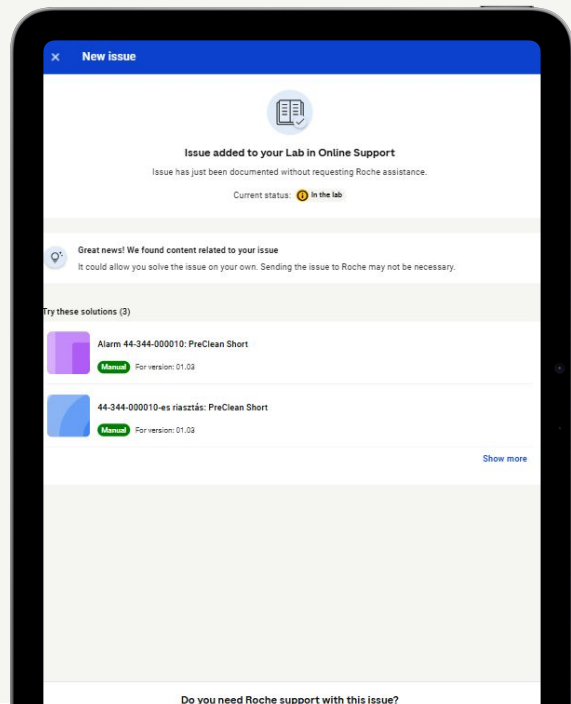 × New issue
Issue added to your Lab in Online Support
Issue has just been documented without requesting Roche assistance.
Current status: In the lab
Great news! We found content related to your issue
It could allow you solve the issue on your own. Sending the issue to Roche may not be necessary.
Try these solutions (3)
Alarm 44-344-000010: PreClean Short
Manual For version: 01.03
44-344-000010-es riasztás: PreClean Short
Manual For version: 01.03
Show more
Do you need Roche support with this issue?